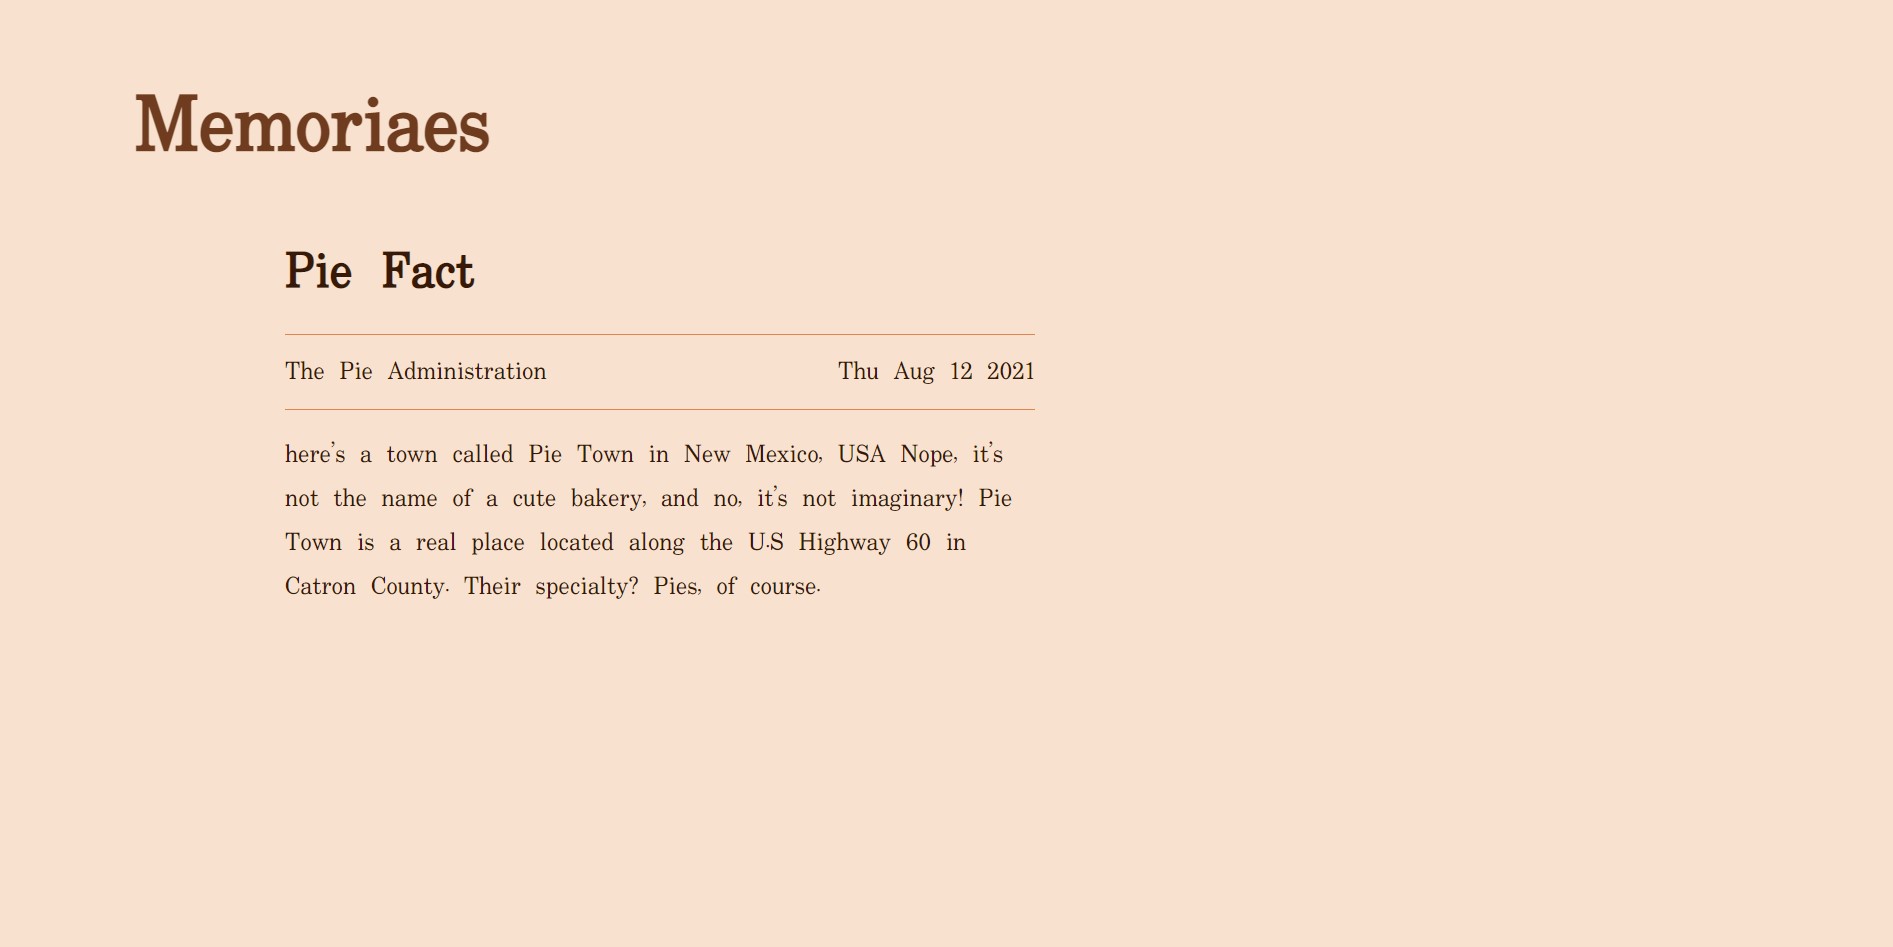 Memoriaes
Pie Fact
The Pie Administration
Thu Aug 12 2021
here's a town called Pie Town in New Mexico, USA Nope, it's
not the name of a cute bakery, and no, it's not imaginary! Pie
Town is a real place located along the U.S Highway 60 in
Catron County. Their specialty? Pies, of course.